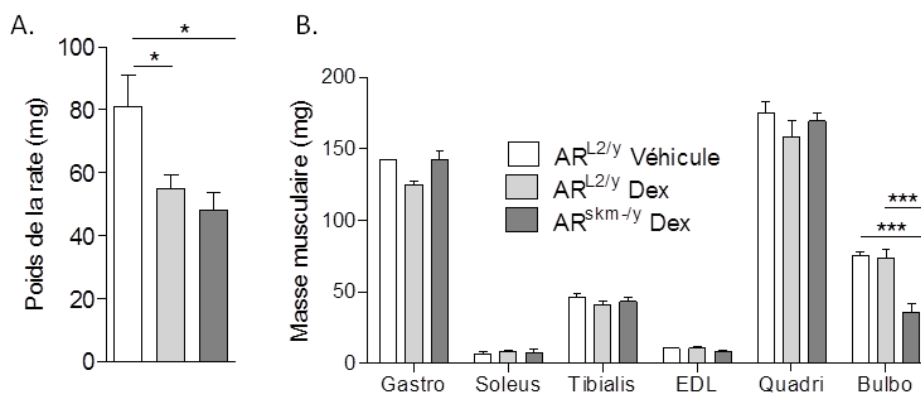 A.
Poids de la rate (mg)
100
80
60
40
20
0
*
*
B.
Masse musculaire (mg)
200
150
100
50
0
AR^L2/y Véhicule
AR^L2/y Dex
AR^skm-/y Dex
***
***
Gastro Soleus Tibialis EDL Quadri Bulbo